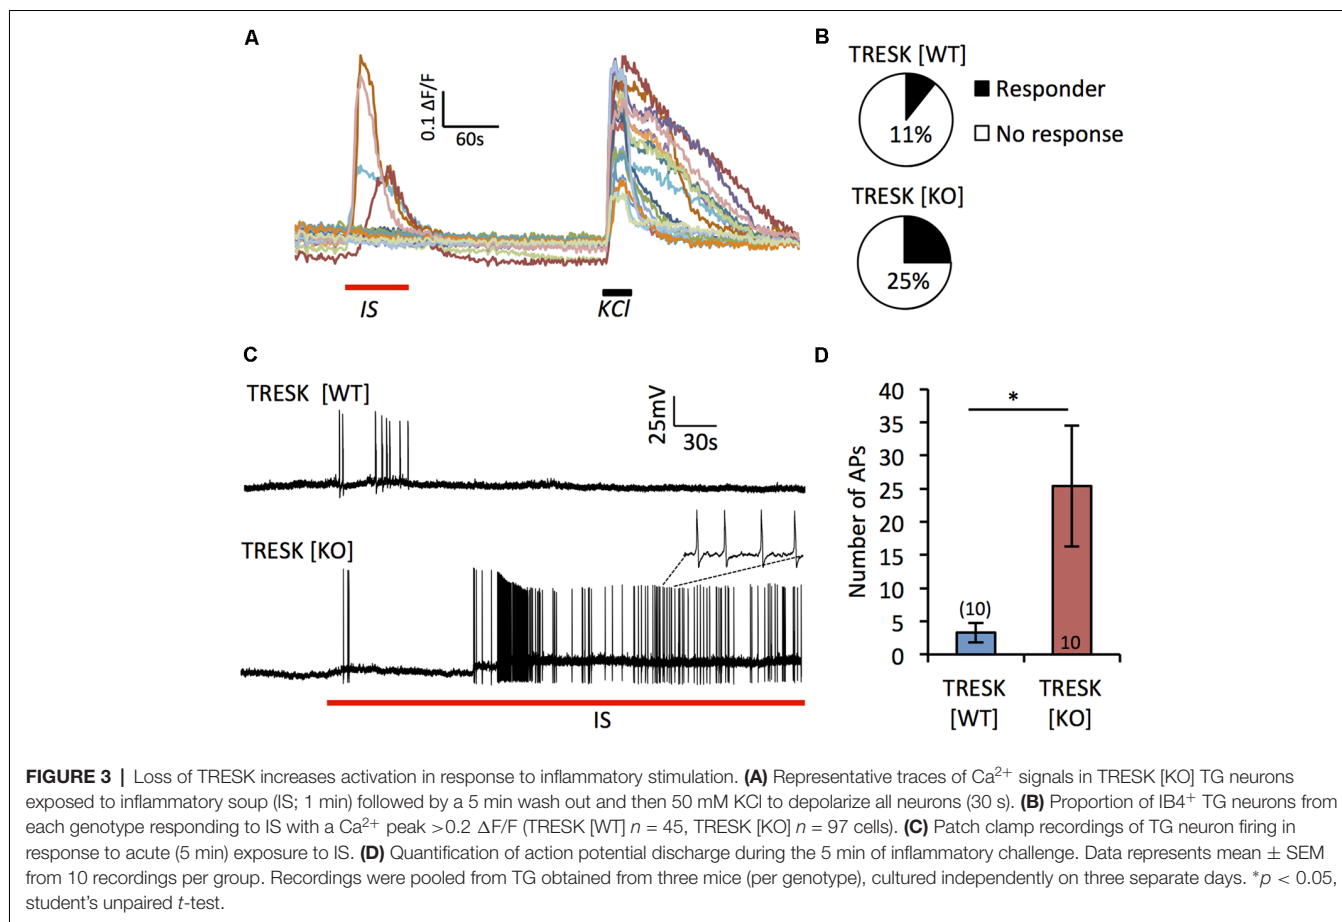 A
0.1 ΔF/F
60s
IS
KCl
B
TRESK [WT]
11%
Responder
No response
TRESK [KO]
25%
C
TRESK [WT]
25mV
30s
TRESK [KO]
IS
D
Number of APs
40
35
30
25
20
15
10
5
0
*
(10)
10
TRESK
[WT]
TRESK
[KO]
FIGURE 3 | Loss of TRESK increases activation in response to inflammatory stimulation. (A) Representative traces of Ca²⁺ signals in TRESK [KO] TG neurons
exposed to inflammatory soup (IS; 1 min) followed by a 5 min wash out and then 50 mM KCl to depolarize all neurons (30 s). (B) Proportion of IB4⁺ TG neurons from
each genotype responding to IS with a Ca²⁺ peak >0.2 ΔF/F (TRESK [WT] n = 45, TRESK [KO] n = 97 cells). (C) Patch clamp recordings of TG neuron firing in
response to acute (5 min) exposure to IS. (D) Quantification of action potential discharge during the 5 min of inflammatory challenge. Data represents mean ± SEM
from 10 recordings per group. Recordings were pooled from TG obtained from three mice (per genotype), cultured independently on three separate days. *p < 0.05,
student's unpaired t-test.